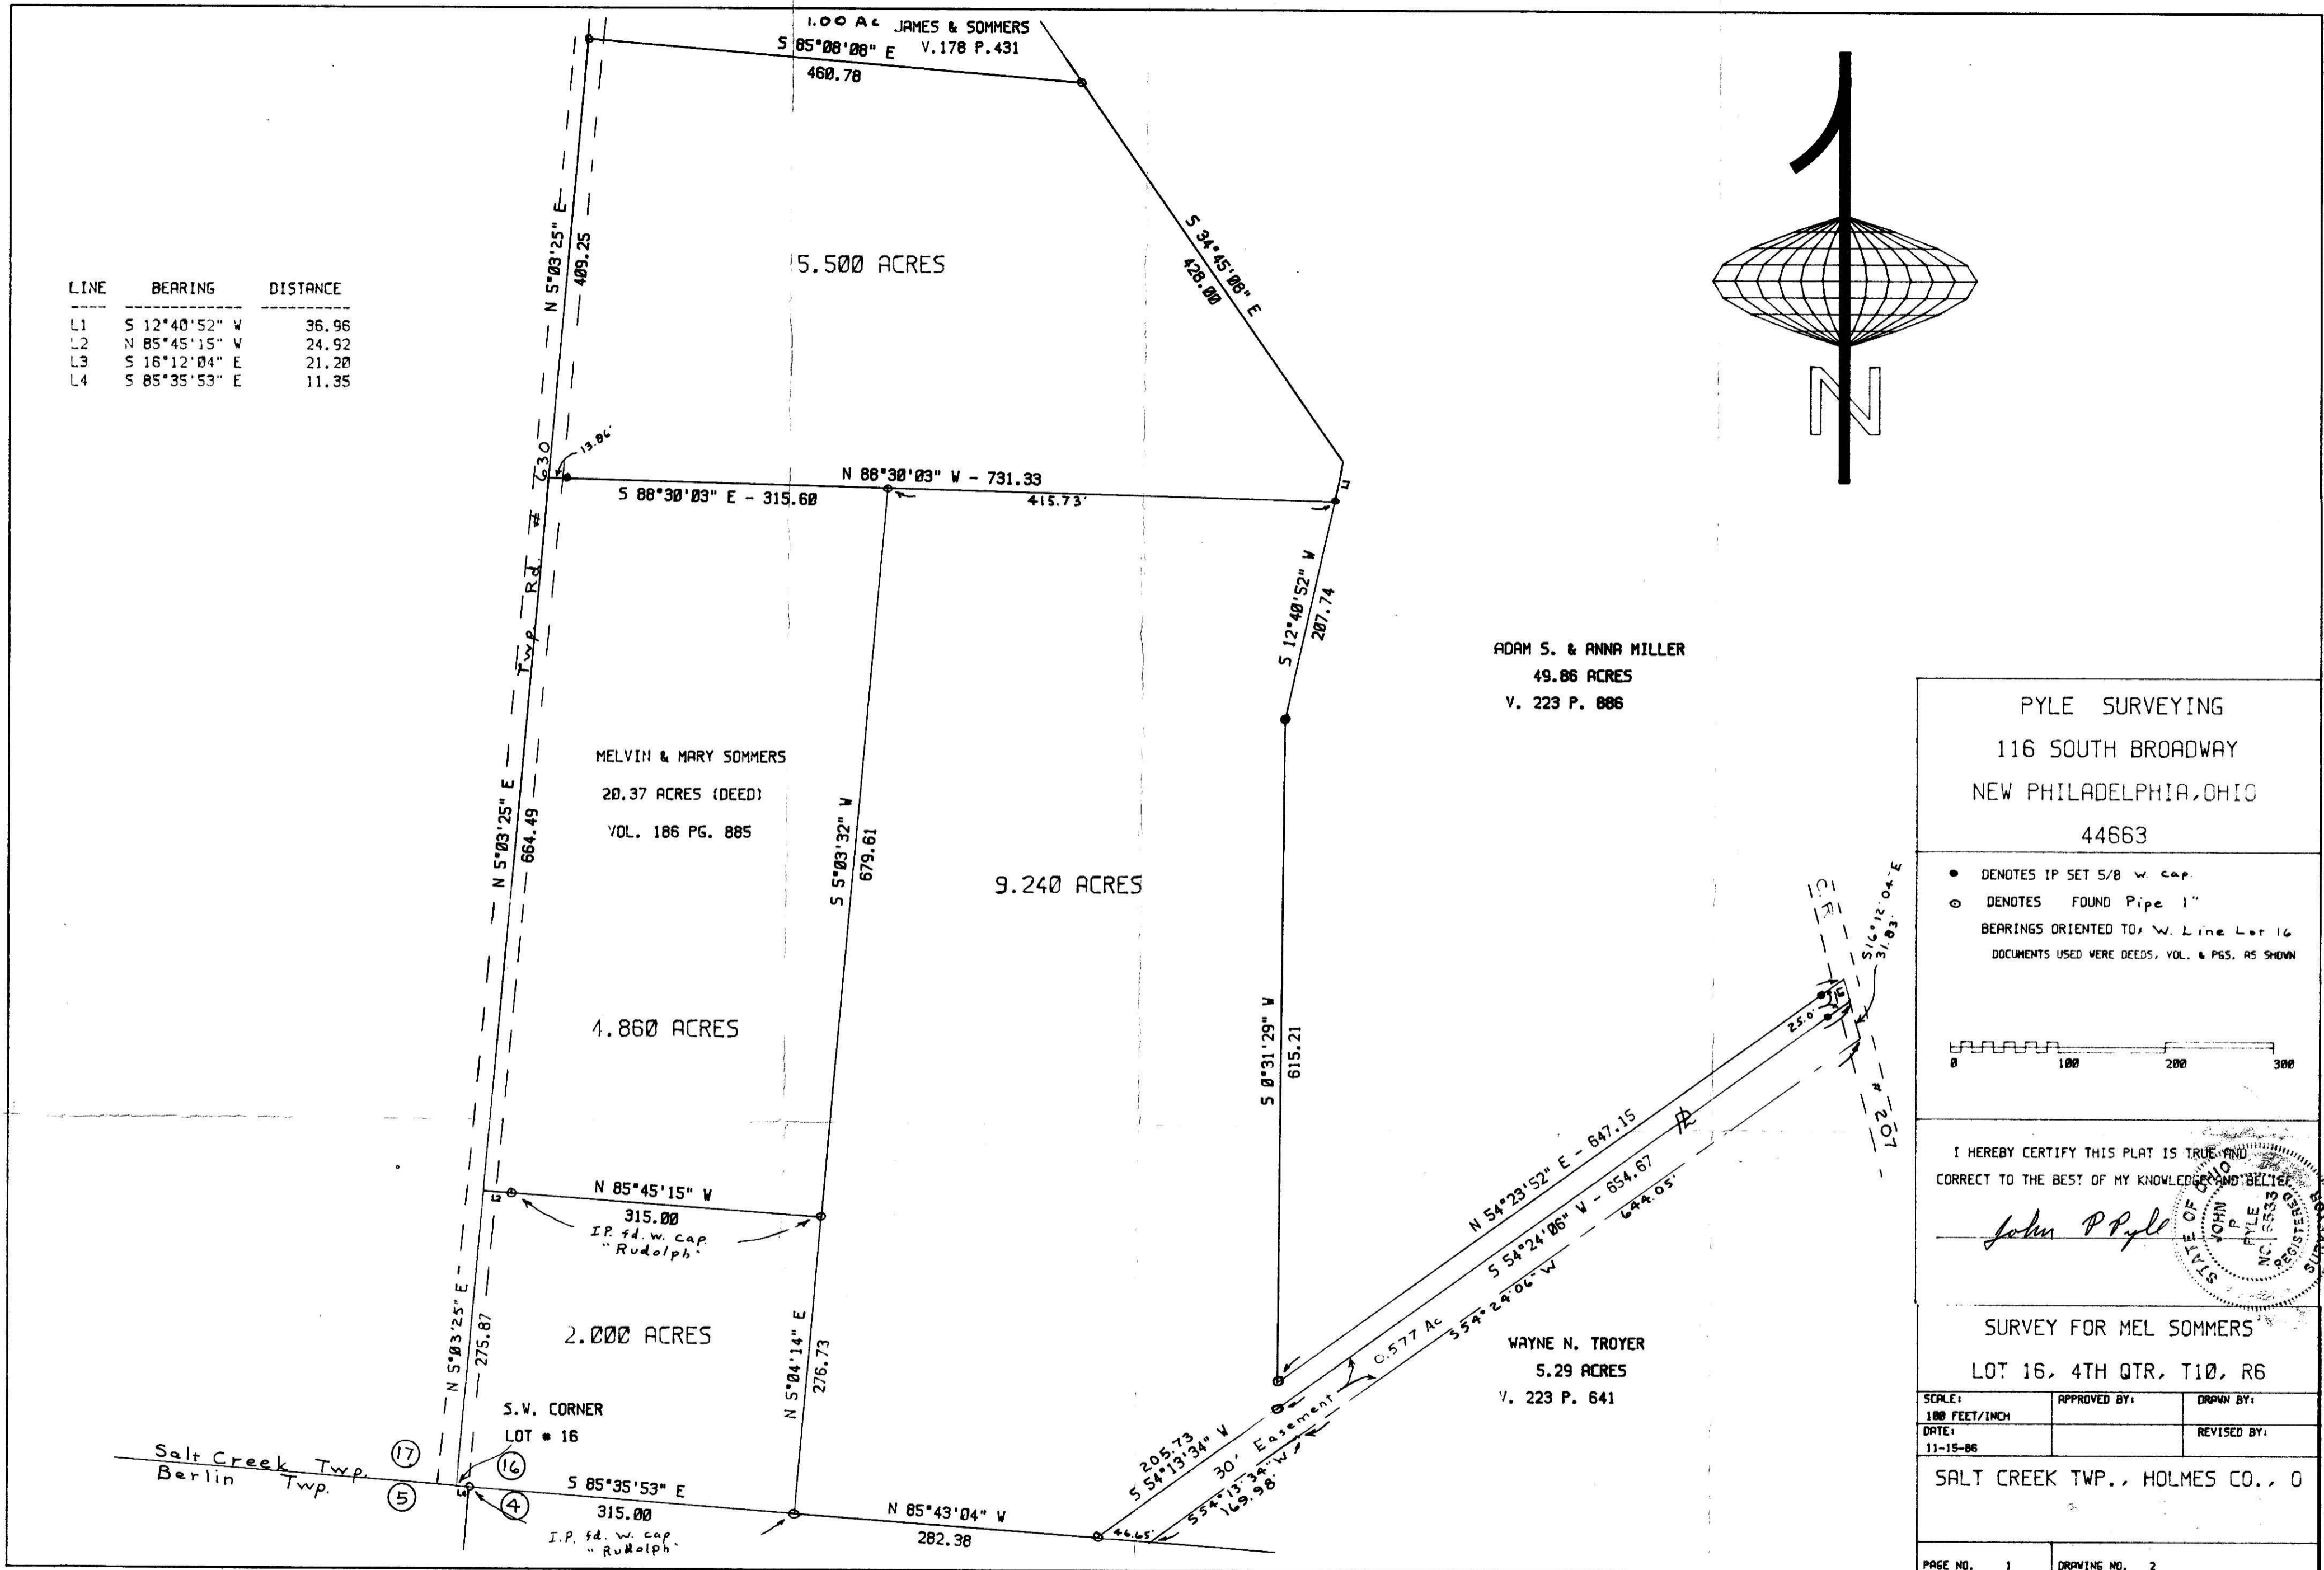 1.00 Ac JAMES & SOMMERS
V.178 P.431
S 85°08'08" E
460.78
N 5°03'25" E
409.25
5.500 ACRES
S 34°45'08" E
428.00
LINE BEARING DISTANCE
L1 S 12°40'52" W 36.96
L2 N 85°45'15" W 24.92
L3 S 16°12'04" E 21.20
L4 S 85°35'53" E 11.35
N
13.86'
N 88°30'03" W - 731.33
S 88°30'03" E - 315.60
415.73'
L1
Twp. Rd. # 630
S 12°40'52" W
207.74
ADAM S. & ANNA MILLER
49.86 ACRES
V. 223 P. 886
MELVIN & MARY SOMMERS
20.37 ACRES (DEED)
VOL. 186 PG. 885
N 5°03'25" E
664.49
S 5°03'32" W
679.61
9.240 ACRES
4.860 ACRES
S 0°31'29" W
615.21
C.R. # 207
S 16°12'04" E
31.83'
L3
25.0'
N 54°23'52" E - 647.15
S 54°24'06" W - 654.67
644.05'
S 54°24'06" W
0.577 Ac
L2
N 85°45'15" W
315.00
I.P. fd. w. cap.
"Rudolph"
N 5°03'25" E
275.87
2.000 ACRES
N 5°04'14" E
276.73
WAYNE N. TROYER
5.29 ACRES
V. 223 P. 641
30' Easement
205.73
S 54°13'34" W
S 54°13'34" W
169.98'
S.W. CORNER
LOT # 16
Salt Creek Twp.
Berlin Twp.
17
16
5
4
L4
S 85°35'53" E
315.00
I.P. fd. w. cap
"Rudolph"
N 85°43'04" W
282.38
46.65'
PYLE SURVEYING
116 SOUTH BROADWAY
NEW PHILADELPHIA, OHIO
44663
DENOTES IP SET 5/8 w. cap.
DENOTES FOUND Pipe 1"
BEARINGS ORIENTED TO: W. Line Lot 16
DOCUMENTS USED WERE DEEDS, VOL. & PGS. AS SHOWN
0 100 200 300
I HEREBY CERTIFY THIS PLAT IS TRUE AND
CORRECT TO THE BEST OF MY KNOWLEDGE AND BELIEF
John P Pyle
STATE OF OHIO
JOHN
P
PYLE
NO. 6533
REGISTERED
SURVEYOR
SURVEY FOR MEL SOMMERS
LOT 16, 4TH QTR, T10, R6
SCALE: APPROVED BY: DRAWN BY:
100 FEET/INCH
DATE: REVISED BY:
11-15-86
SALT CREEK TWP., HOLMES CO., O
PAGE NO. 1 DRAWING NO. 2